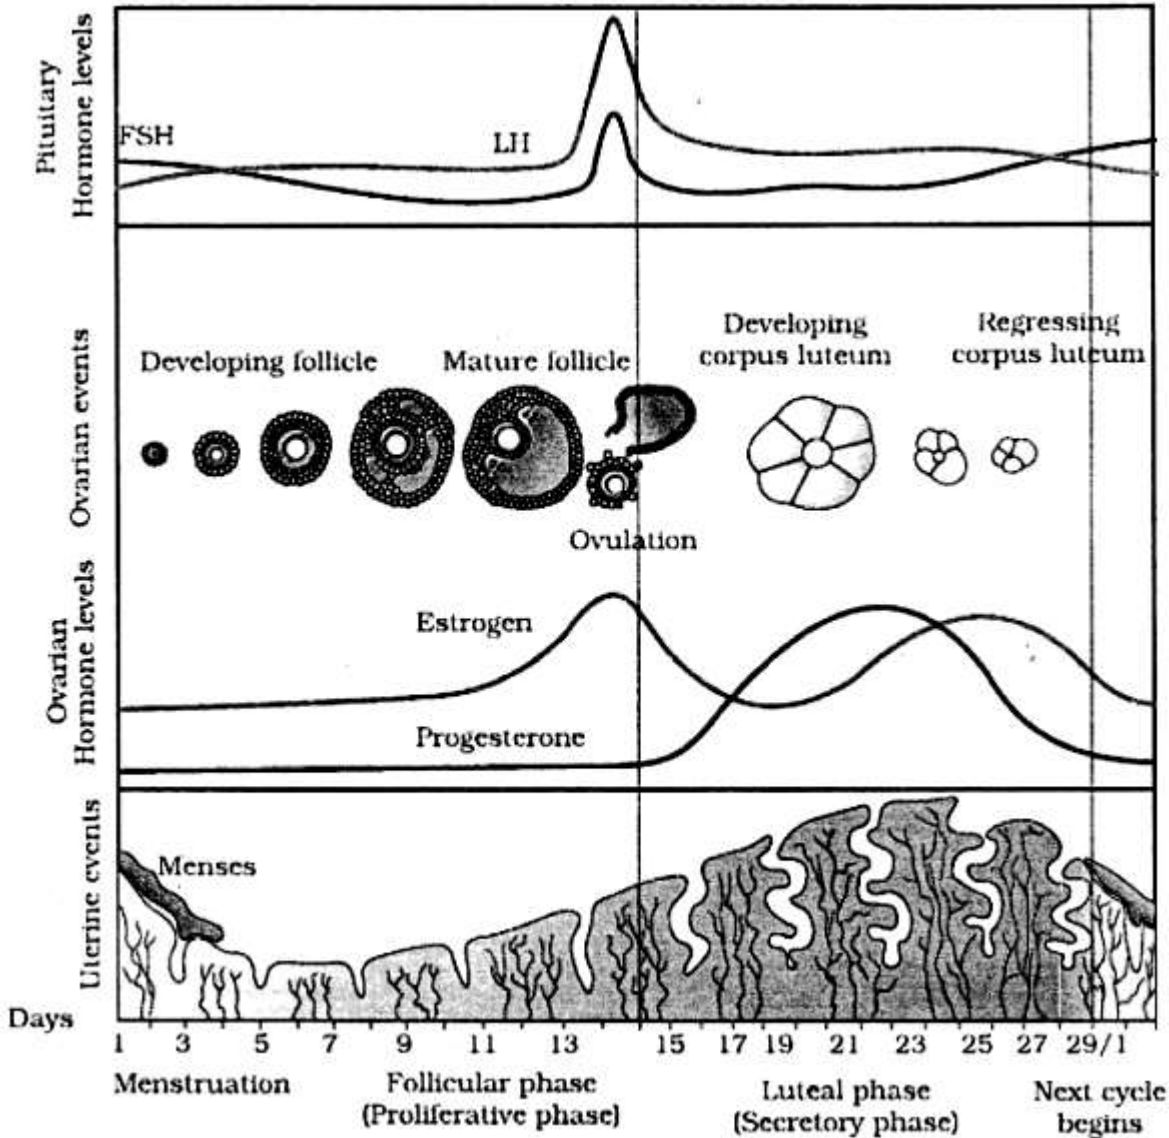 Pituitary
Hormone levels
FSH
LH
Ovarian events
Developing follicle
Mature follicle
Developing
corpus luteum
Regressing
corpus luteum
Ovulation
Ovarian
Hormone levels
Estrogen
Progesterone
Uterine events
Menses
Days
1 3 5 7 9 11 13 15 17 19 21 23 25 27 29/1
Menstruation
Follicular phase
(Proliferative phase)
Luteal phase
(Secretory phase)
Next cycle
begins